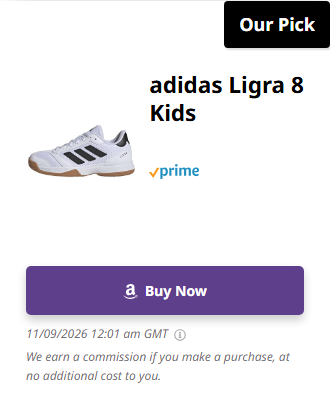 Our Pick
adidas Ligra 8
Kids
prime
Buy Now
11/09/2026 12:01 am GMT
We earn a commission if you make a purchase, at
no additional cost to you.